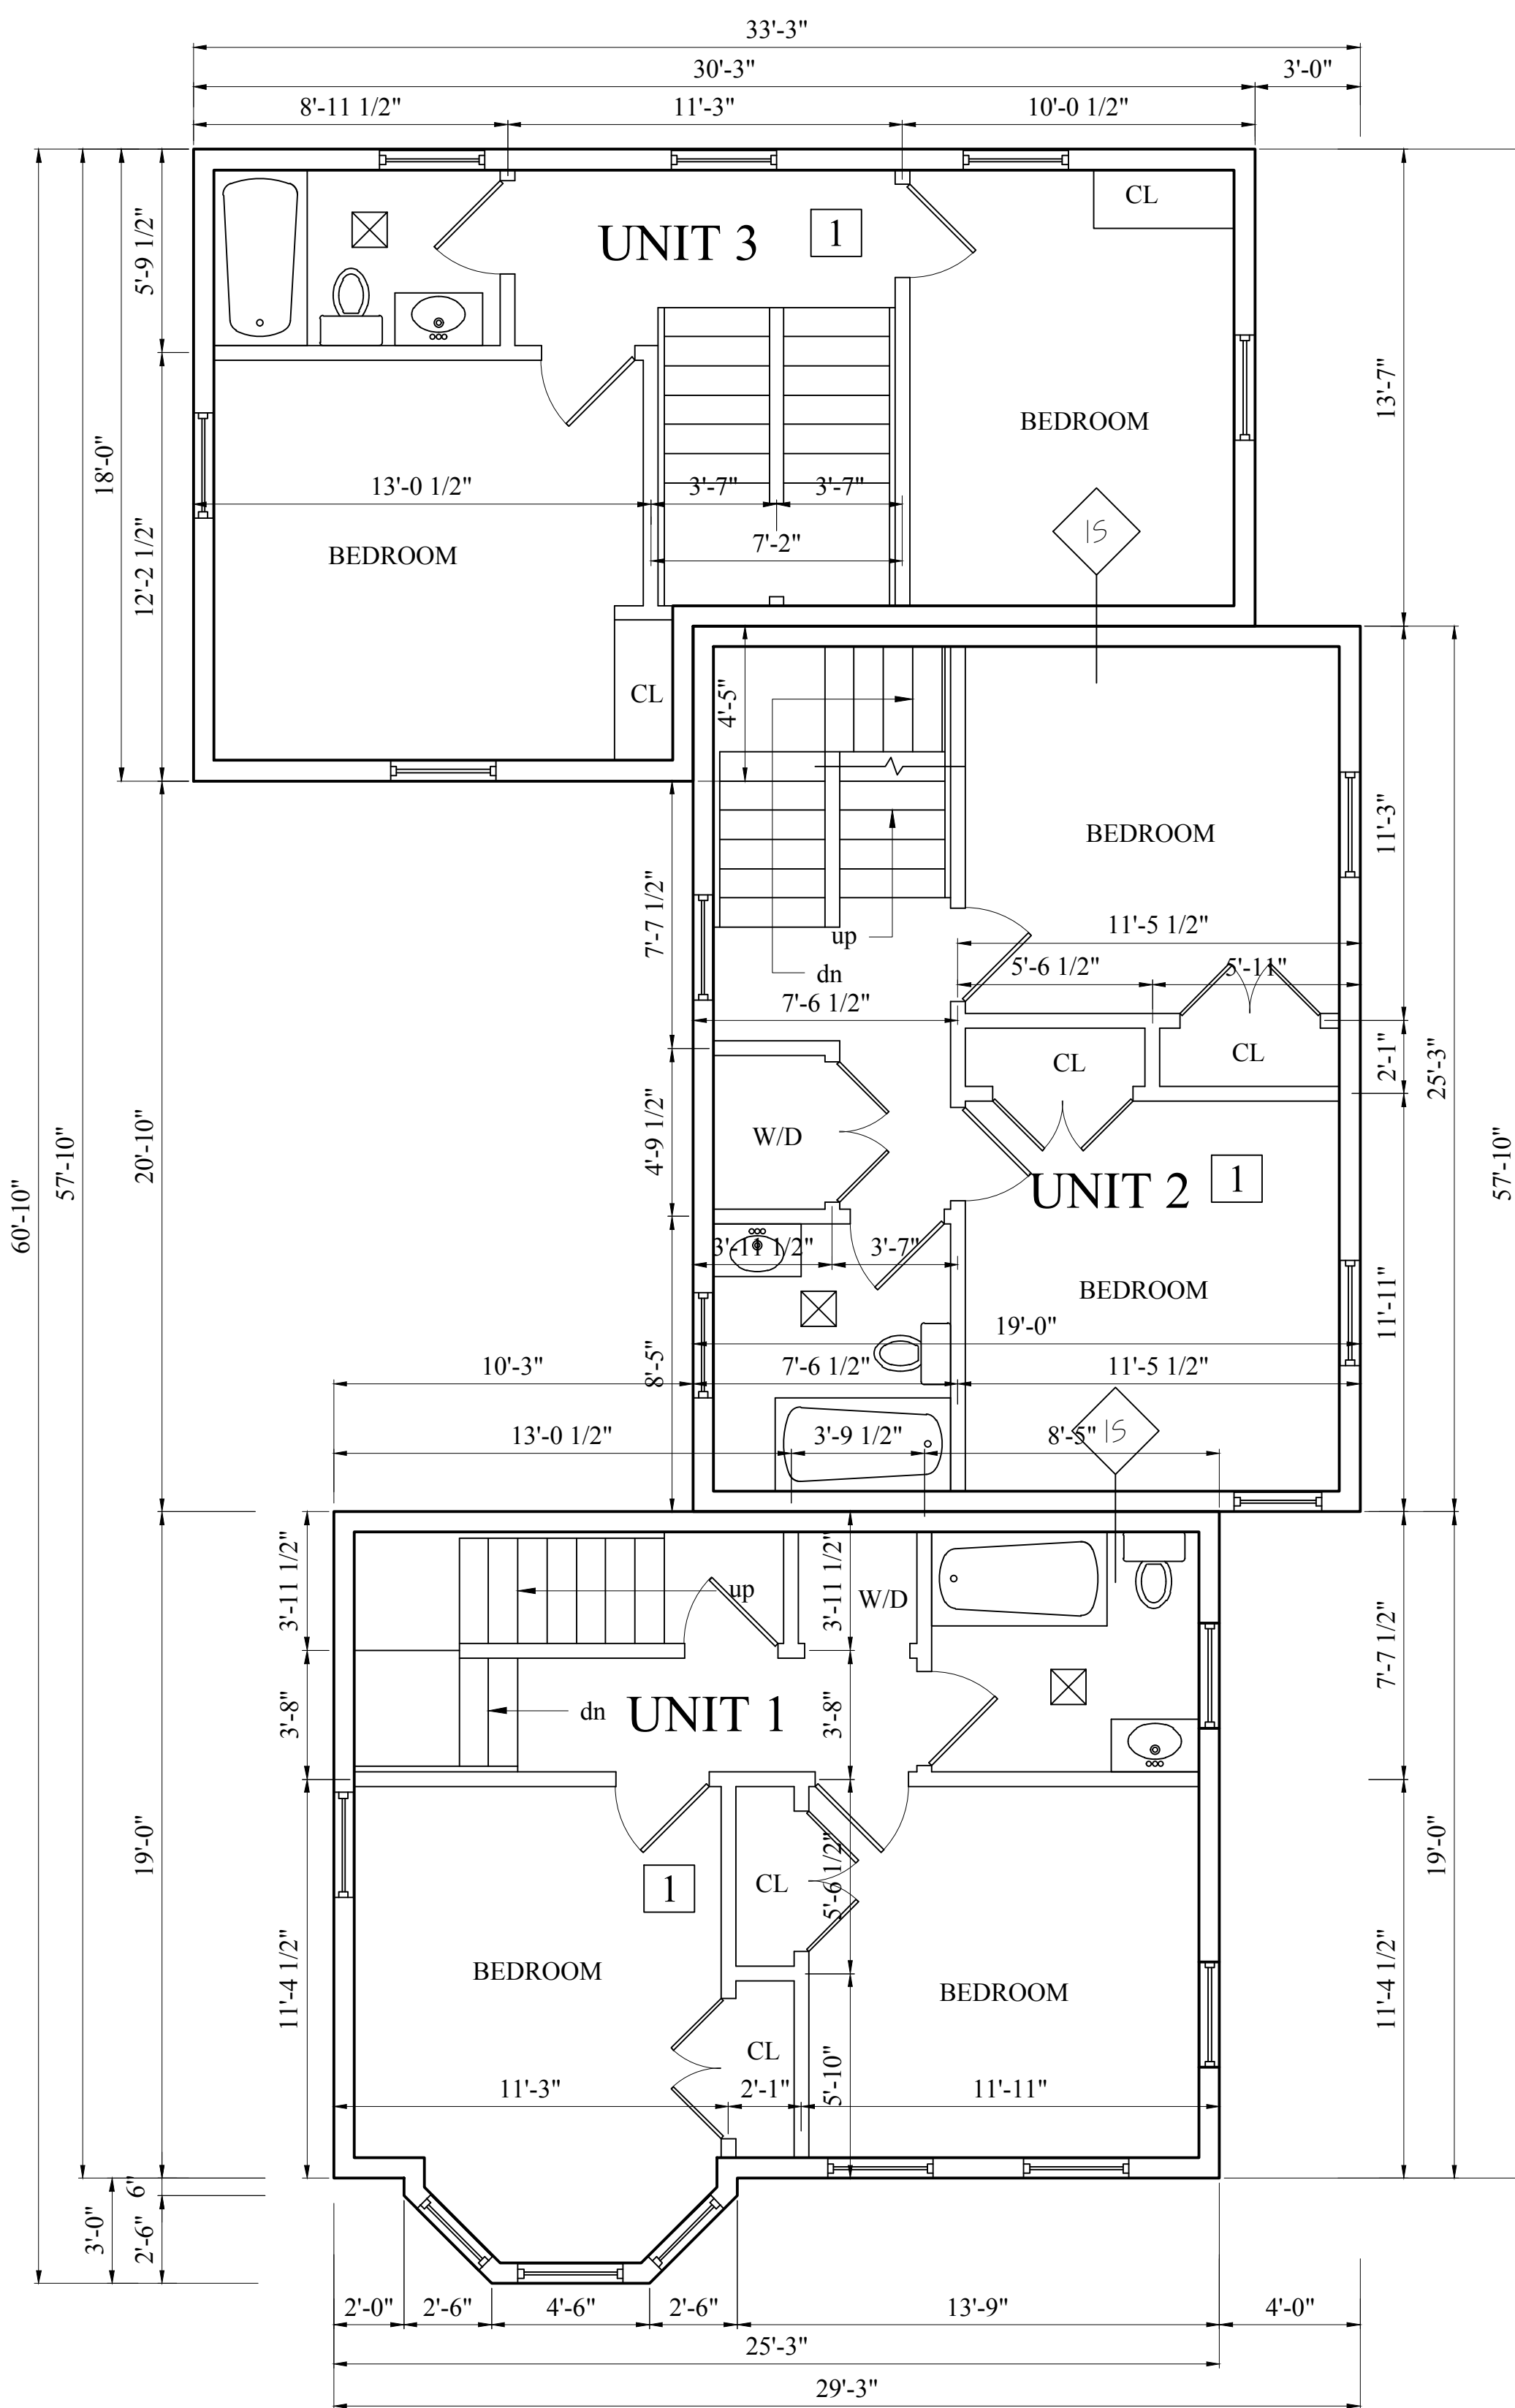 33'-3"
30'-3"
3'-0"
8'-11 1/2"
11'-3"
10'-0 1/2"
CL
5'-9 1/2"
UNIT 3
1
13'-7"
BEDROOM
18'-0"
13'-0 1/2"
3'-7"
3'-7"
IS
7'-2"
BEDROOM
12'-2 1/2"
CL
4'-5"
BEDROOM
11'-3"
7'-7 1/2"
up
11'-5 1/2"
dn
5'-6 1/2"
5'-11"
7'-6 1/2"
CL
CL
2'-1"
25'-3"
4'-9 1/2"
W/D
20'-10"
57'-10"
60'-10"
57'-10"
UNIT 2
1
3'-11 1/2"
3'-7"
BEDROOM
11'-11"
19'-0"
10'-3"
8'-5"
7'-6 1/2"
11'-5 1/2"
13'-0 1/2"
3'-9 1/2"
8'-5"
IS
3'-11 1/2"
up
3'-11 1/2"
W/D
7'-7 1/2"
3'-8"
dn
UNIT 1
3'-8"
19'-0"
1
CL
5'-6 1/2"
19'-0"
11'-4 1/2"
BEDROOM
BEDROOM
11'-4 1/2"
CL
5'-10"
11'-3"
2'-1"
11'-11"
6"
3'-0"
2'-6"
2'-0"
2'-6"
4'-6"
2'-6"
13'-9"
4'-0"
25'-3"
29'-3"